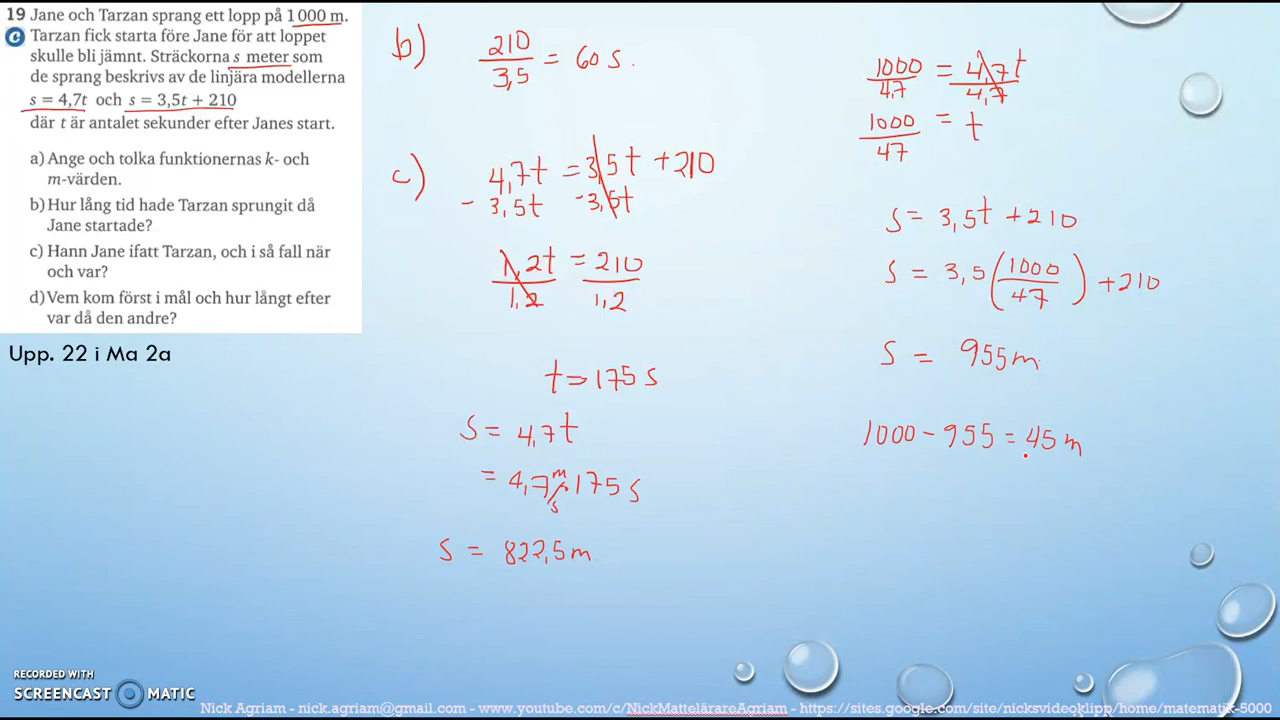 19 Jane och Tarzan sprang ett lopp på 1 000 m.
C Tarzan fick starta före Jane för att loppet
skulle bli jämnt. Sträckorna s meter som
de sprang beskrivs av de linjära modellerna
s = 4,7t och s = 3,5t + 210
där t är antalet sekunder efter Janes start.
a) Ange och tolka funktionernas k- och
m-värden.
b) Hur lång tid hade Tarzan sprungit då
Jane startade?
c) Hann Jane ifatt Tarzan, och i så fall när
och var?
d) Vem kom först i mål och hur långt efter
var då den andre?
Upp. 22 i Ma 2a
b) 210/3,5 = 60 s.
c) 4,7t = 3,5t + 210
- 3,5t - 3,5t
1,2t/1,2 = 210/1,2
t = 175 s
s = 4,7t
= 4,7 m/s · 175 s
s = 822,5 m
1000/4,7 = 4,7t/4,7
1000/47 = t
s = 3,5t + 210
s = 3,5 (1000/47) + 210
s = 955 m
1000 - 955 = 45 m
RECORDED WITH
SCREENCAST MATIC
Nick Agriam - nick.agriam@gmail.com - www.youtube.com/c/NickMattelärareAgriam - https://sites.google.com/site/nicksvideoklipp/home/matematik-5000